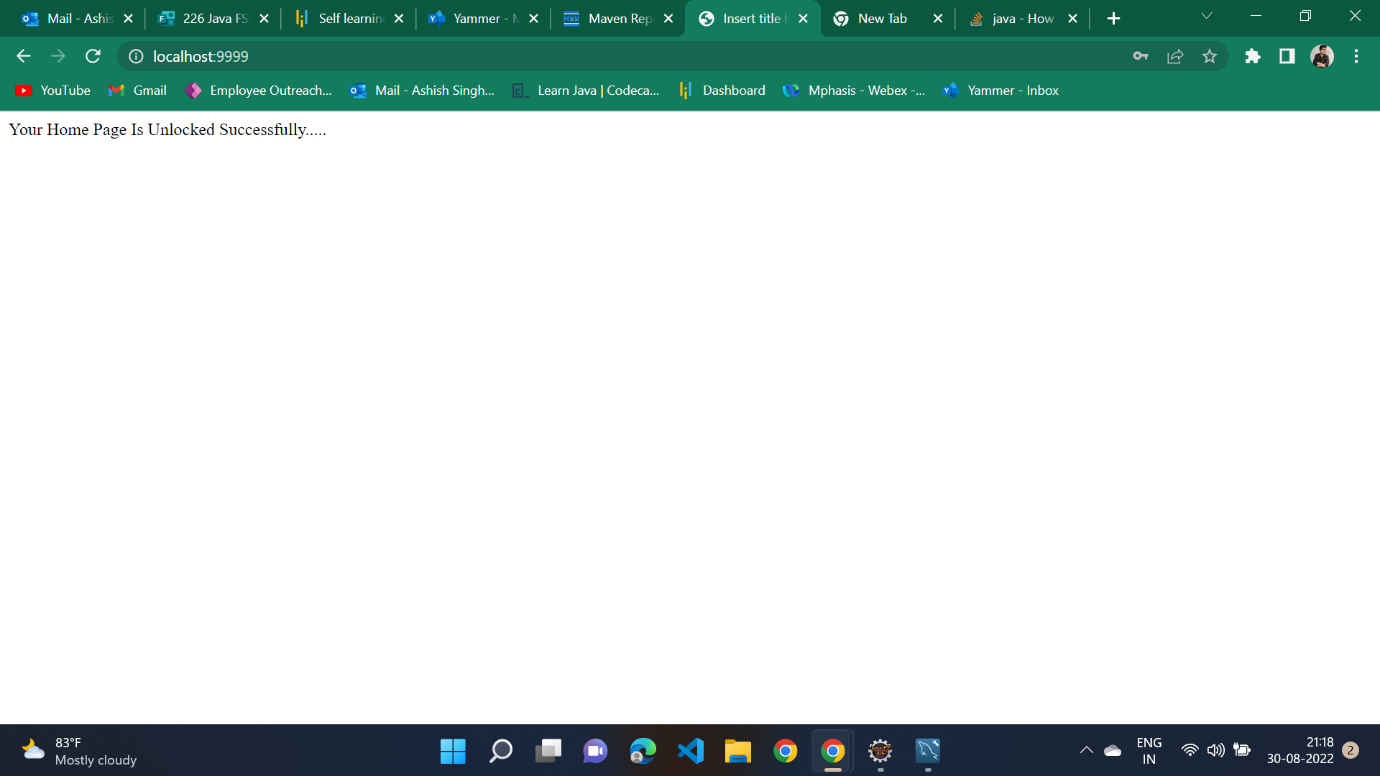 Mail - Ashis
226 Java FS
Self learning
Yammer - M
Maven Rep
Insert title h
New Tab
java - How
localhost:9999
YouTube
Gmail
Employee Outreach...
Mail - Ashish Singh...
Learn Java | Codeca...
Dashboard
Mphasis - Webex -...
Yammer - Inbox
Your Home Page Is Unlocked Successfully.....
83°F
Mostly cloudy
ENG
IN
21:18
30-08-2022
2